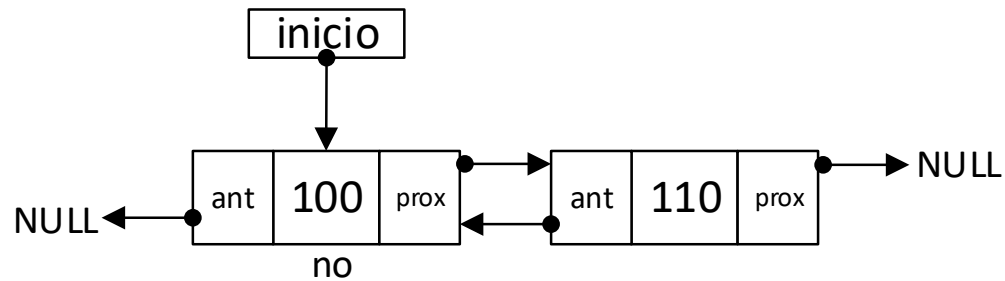 inicio
NULL
ant 100 prox
ant 110 prox
NULL
no